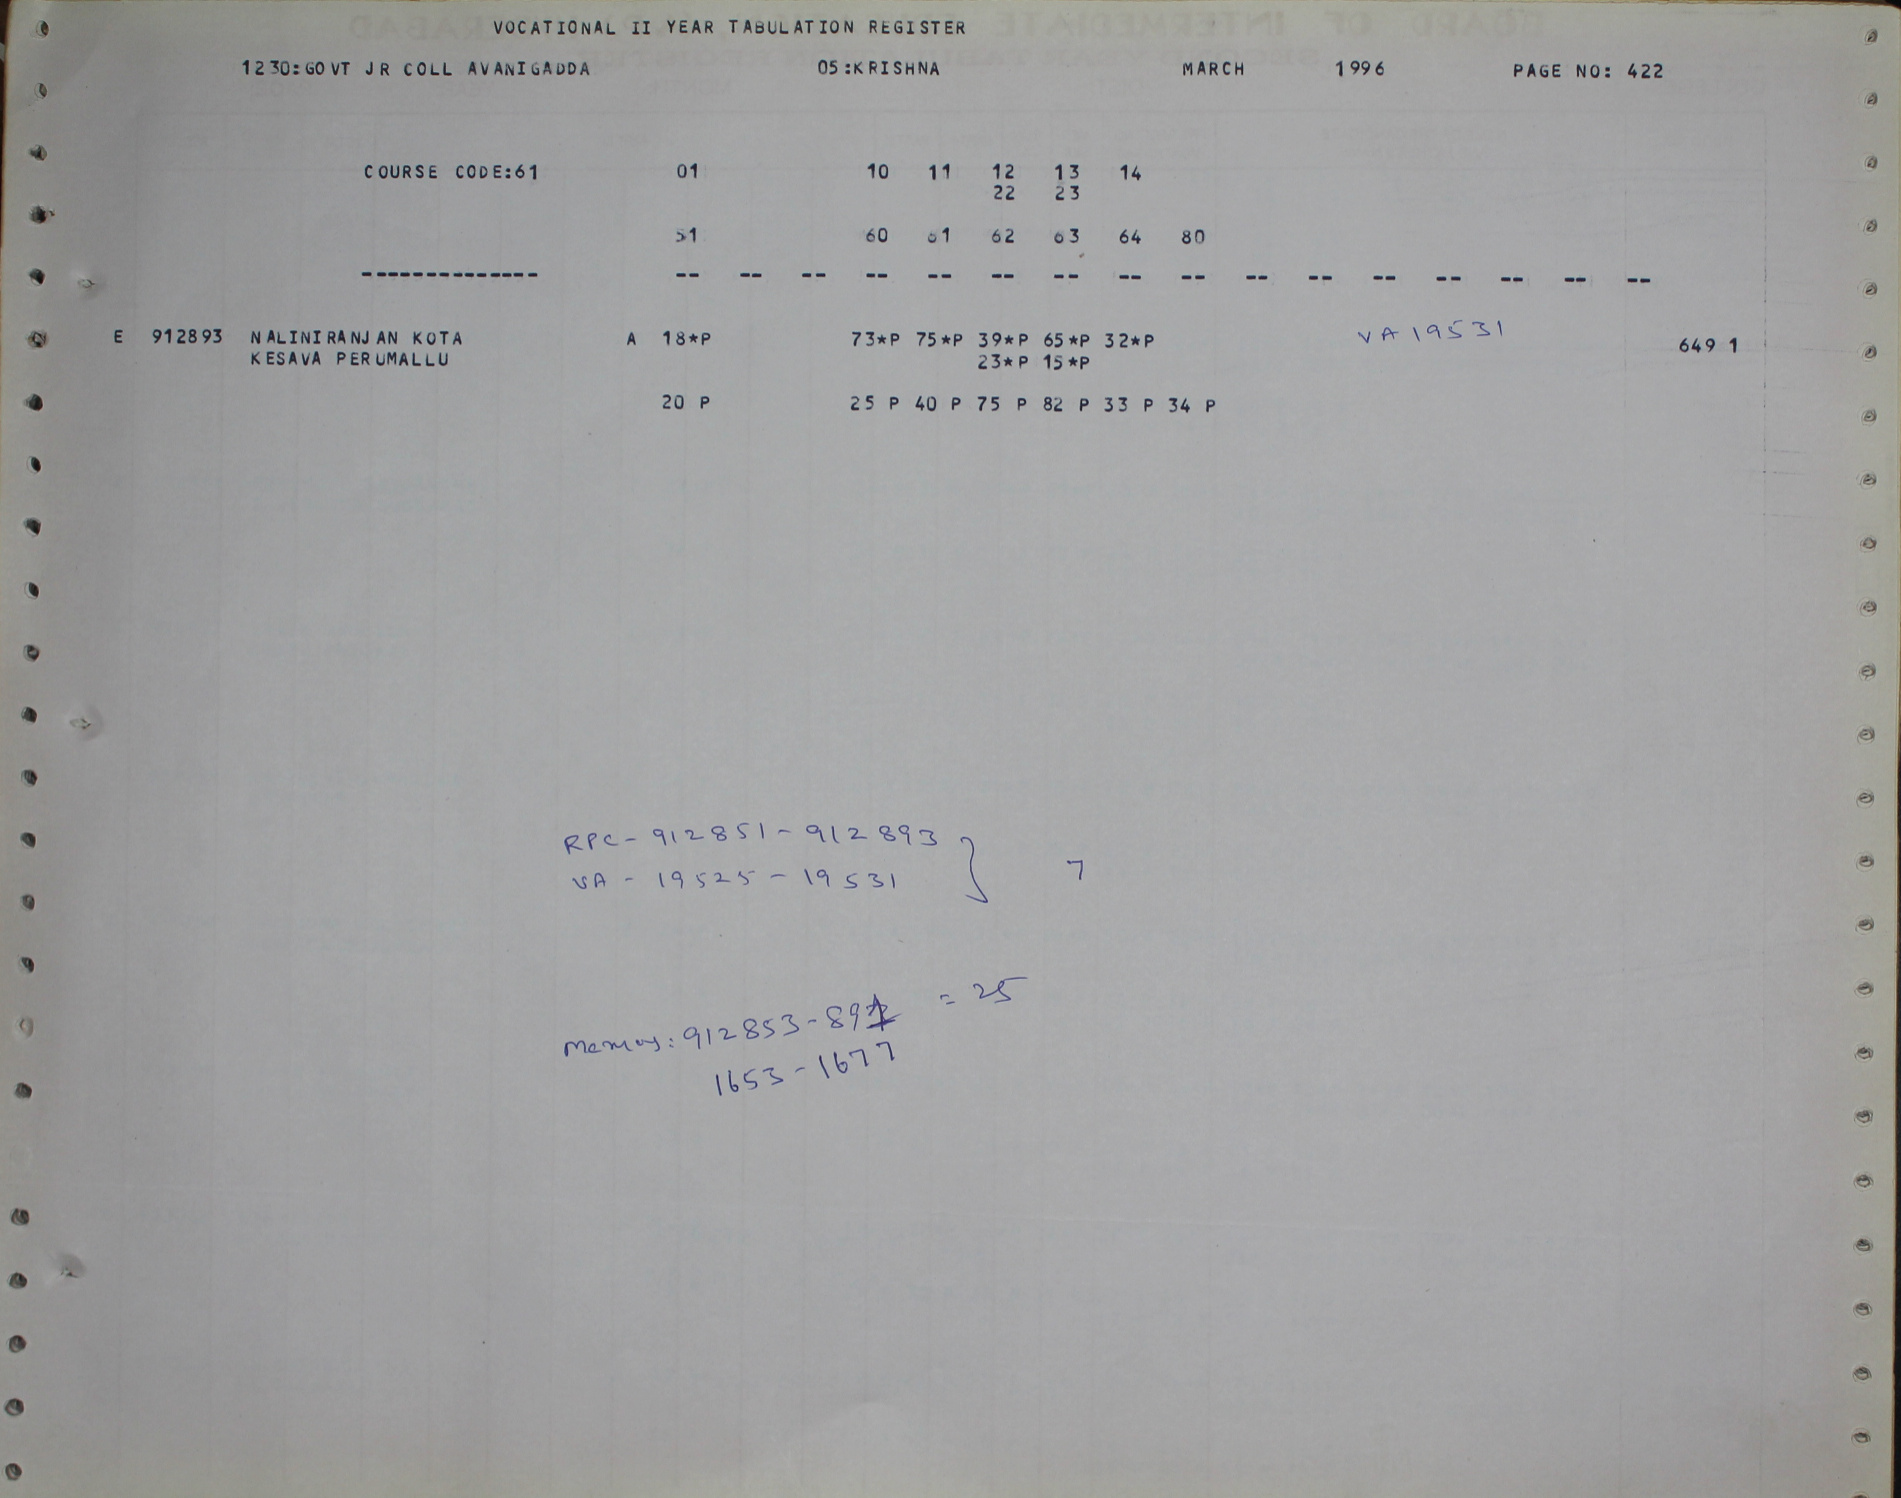 VOCATIONAL II YEAR TABULATION REGISTER
1230:GOVT JR COLL AVANIGADDA 05:KRISHNA MARCH 1996 PAGE NO: 422
COURSE CODE:61 01 10 11 12 13 14
22 23
51 60 61 62 63 64 80
-------------- -- -- -- -- -- -- -- -- -- -- -- -- -- -- -- --
E 912893 NALINIRANJAN KOTA A 18*P 73*P 75*P 39*P 65*P 32*P VA 19531
649 1
KESAVA PERUMALLU 23*P 15*P
20 P 25 P 40 P 75 P 82 P 33 P 34 P
RPC - 912851 - 912893
VA - 19525 - 19531 } 7
912853 - = 25
1653 - 1677